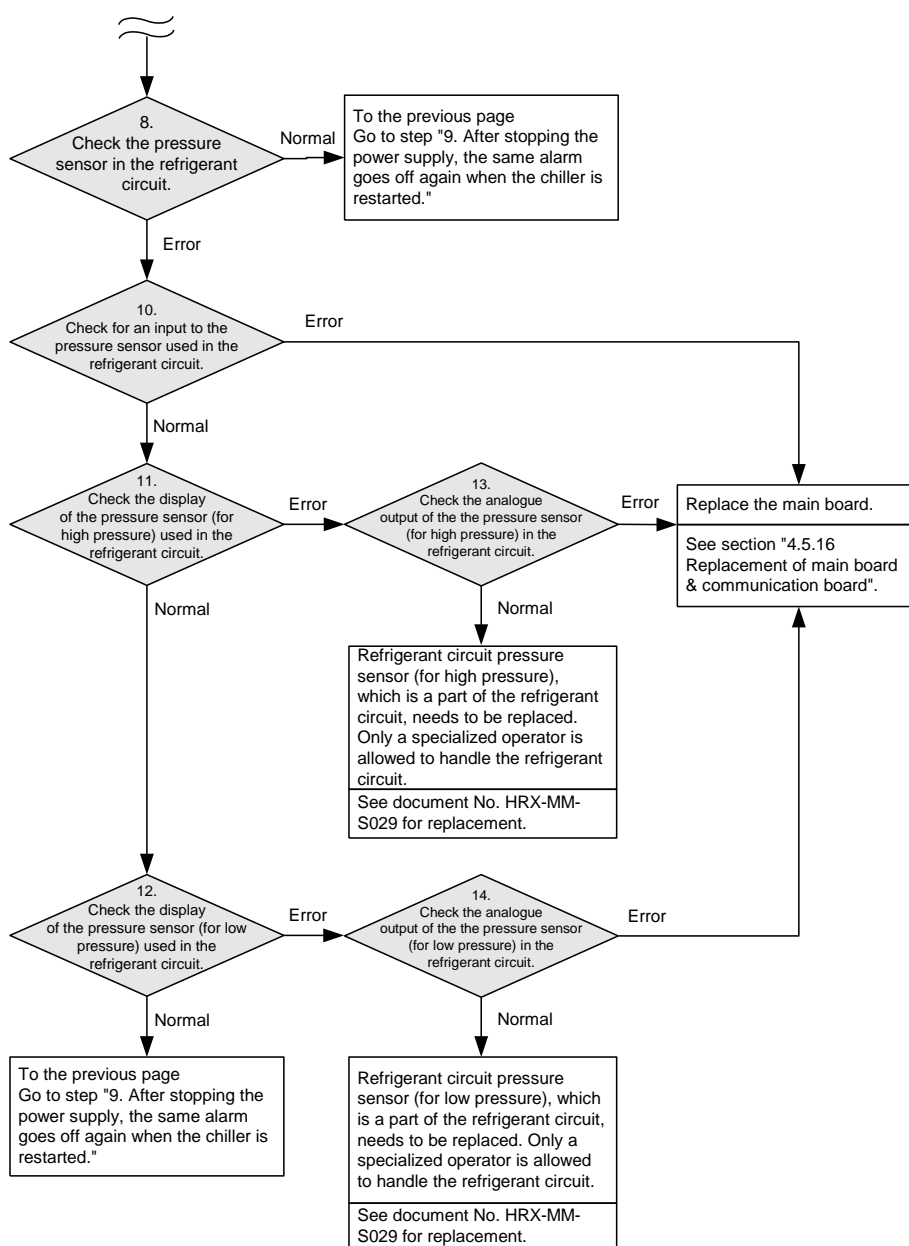 8.
Check the pressure
sensor in the refrigerant
circuit.
Normal
To the previous page
Go to step "9. After stopping the
power supply, the same alarm
goes off again when the chiller is
restarted."
Error
10.
Check for an input to the
pressure sensor used in the
refrigerant circuit.
Error
Normal
11.
Check the display
of the pressure sensor (for
high pressure) used in the
refrigerant circuit.
Error
13.
Check the analogue
output of the the pressure sensor
(for high pressure) in the
refrigerant circuit.
Error
Replace the main board.
See section "4.5.16
Replacement of main board
& communication board".
Normal
Normal
Refrigerant circuit pressure
sensor (for high pressure),
which is a part of the refrigerant
circuit, needs to be replaced.
Only a specialized operator is
allowed to handle the refrigerant
circuit.
See document No. HRX-MM-
S029 for replacement.
12.
Check the display
of the pressure sensor (for low
pressure) used in the
refrigerant circuit.
Error
14.
Check the analogue
output of the the pressure sensor
(for low pressure) in the
refrigerant circuit.
Error
Normal
Normal
To the previous page
Go to step "9. After stopping the
power supply, the same alarm
goes off again when the chiller is
restarted."
Refrigerant circuit pressure
sensor (for low pressure), which
is a part of the refrigerant circuit,
needs to be replaced. Only a
specialized operator is allowed
to handle the refrigerant circuit.
See document No. HRX-MM-
S029 for replacement.